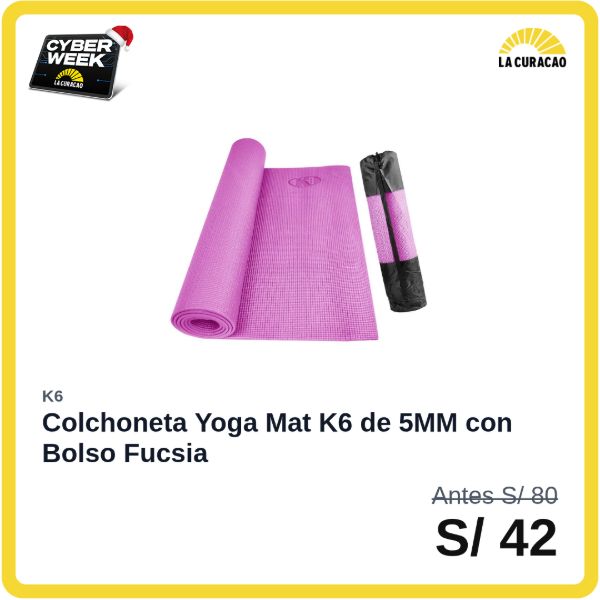 CYBER
WEEK
LA CURACAO
LA CURACAO
K6
K6
Colchoneta Yoga Mat K6 de 5MM con
Bolso Fucsia
Antes S/ 80
S/ 42